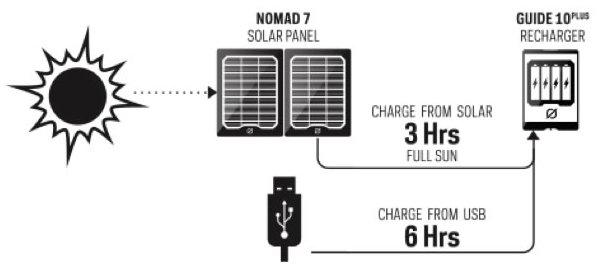 NOMAD 7
SOLAR PANEL
GUIDE 10PLUS
RECHARGER
CHARGE FROM SOLAR
3 Hrs
FULL SUN
CHARGE FROM USB
6 Hrs